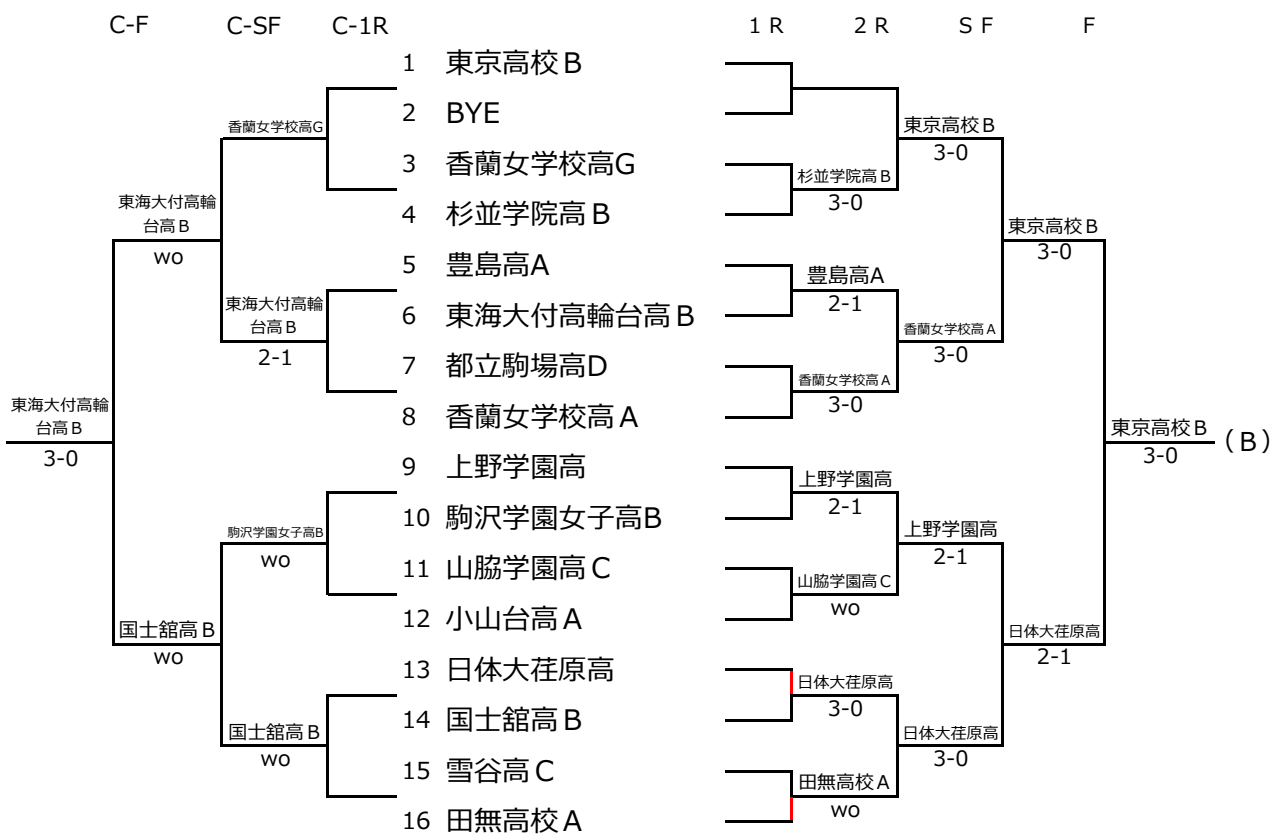 C-F C-SF C-1R 1 R 2 R S F F
1 東京高校B
2 BYE
香蘭女学校高G
東京高校B
3-0
3 香蘭女学校高G
杉並学院高B
3-0
東海大付高輪
台高B
wo
4 杉並学院高B
東京高校B
3-0
5 豊島高A
豊島高A
2-1
東海大付高輪
台高B
2-1
6 東海大付高輪台高B
香蘭女学校高A
3-0
7 都立駒場高D
香蘭女学校高A
3-0
東海大付高輪
台高B
3-0
8 香蘭女学校高A
東京高校B
3-0
(B)
9 上野学園高
上野学園高
2-1
10 駒沢学園女子高B
駒沢学園女子高B
wo
上野学園高
2-1
11 山脇学園高C
山脇学園高C
wo
12 小山台高A
国士舘高B
wo
日体大荏原高
2-1
13 日体大荏原高
日体大荏原高
3-0
14 国士舘高B
国士舘高B
wo
日体大荏原高
3-0
15 雪谷高C
田無高校A
wo
16 田無高校A